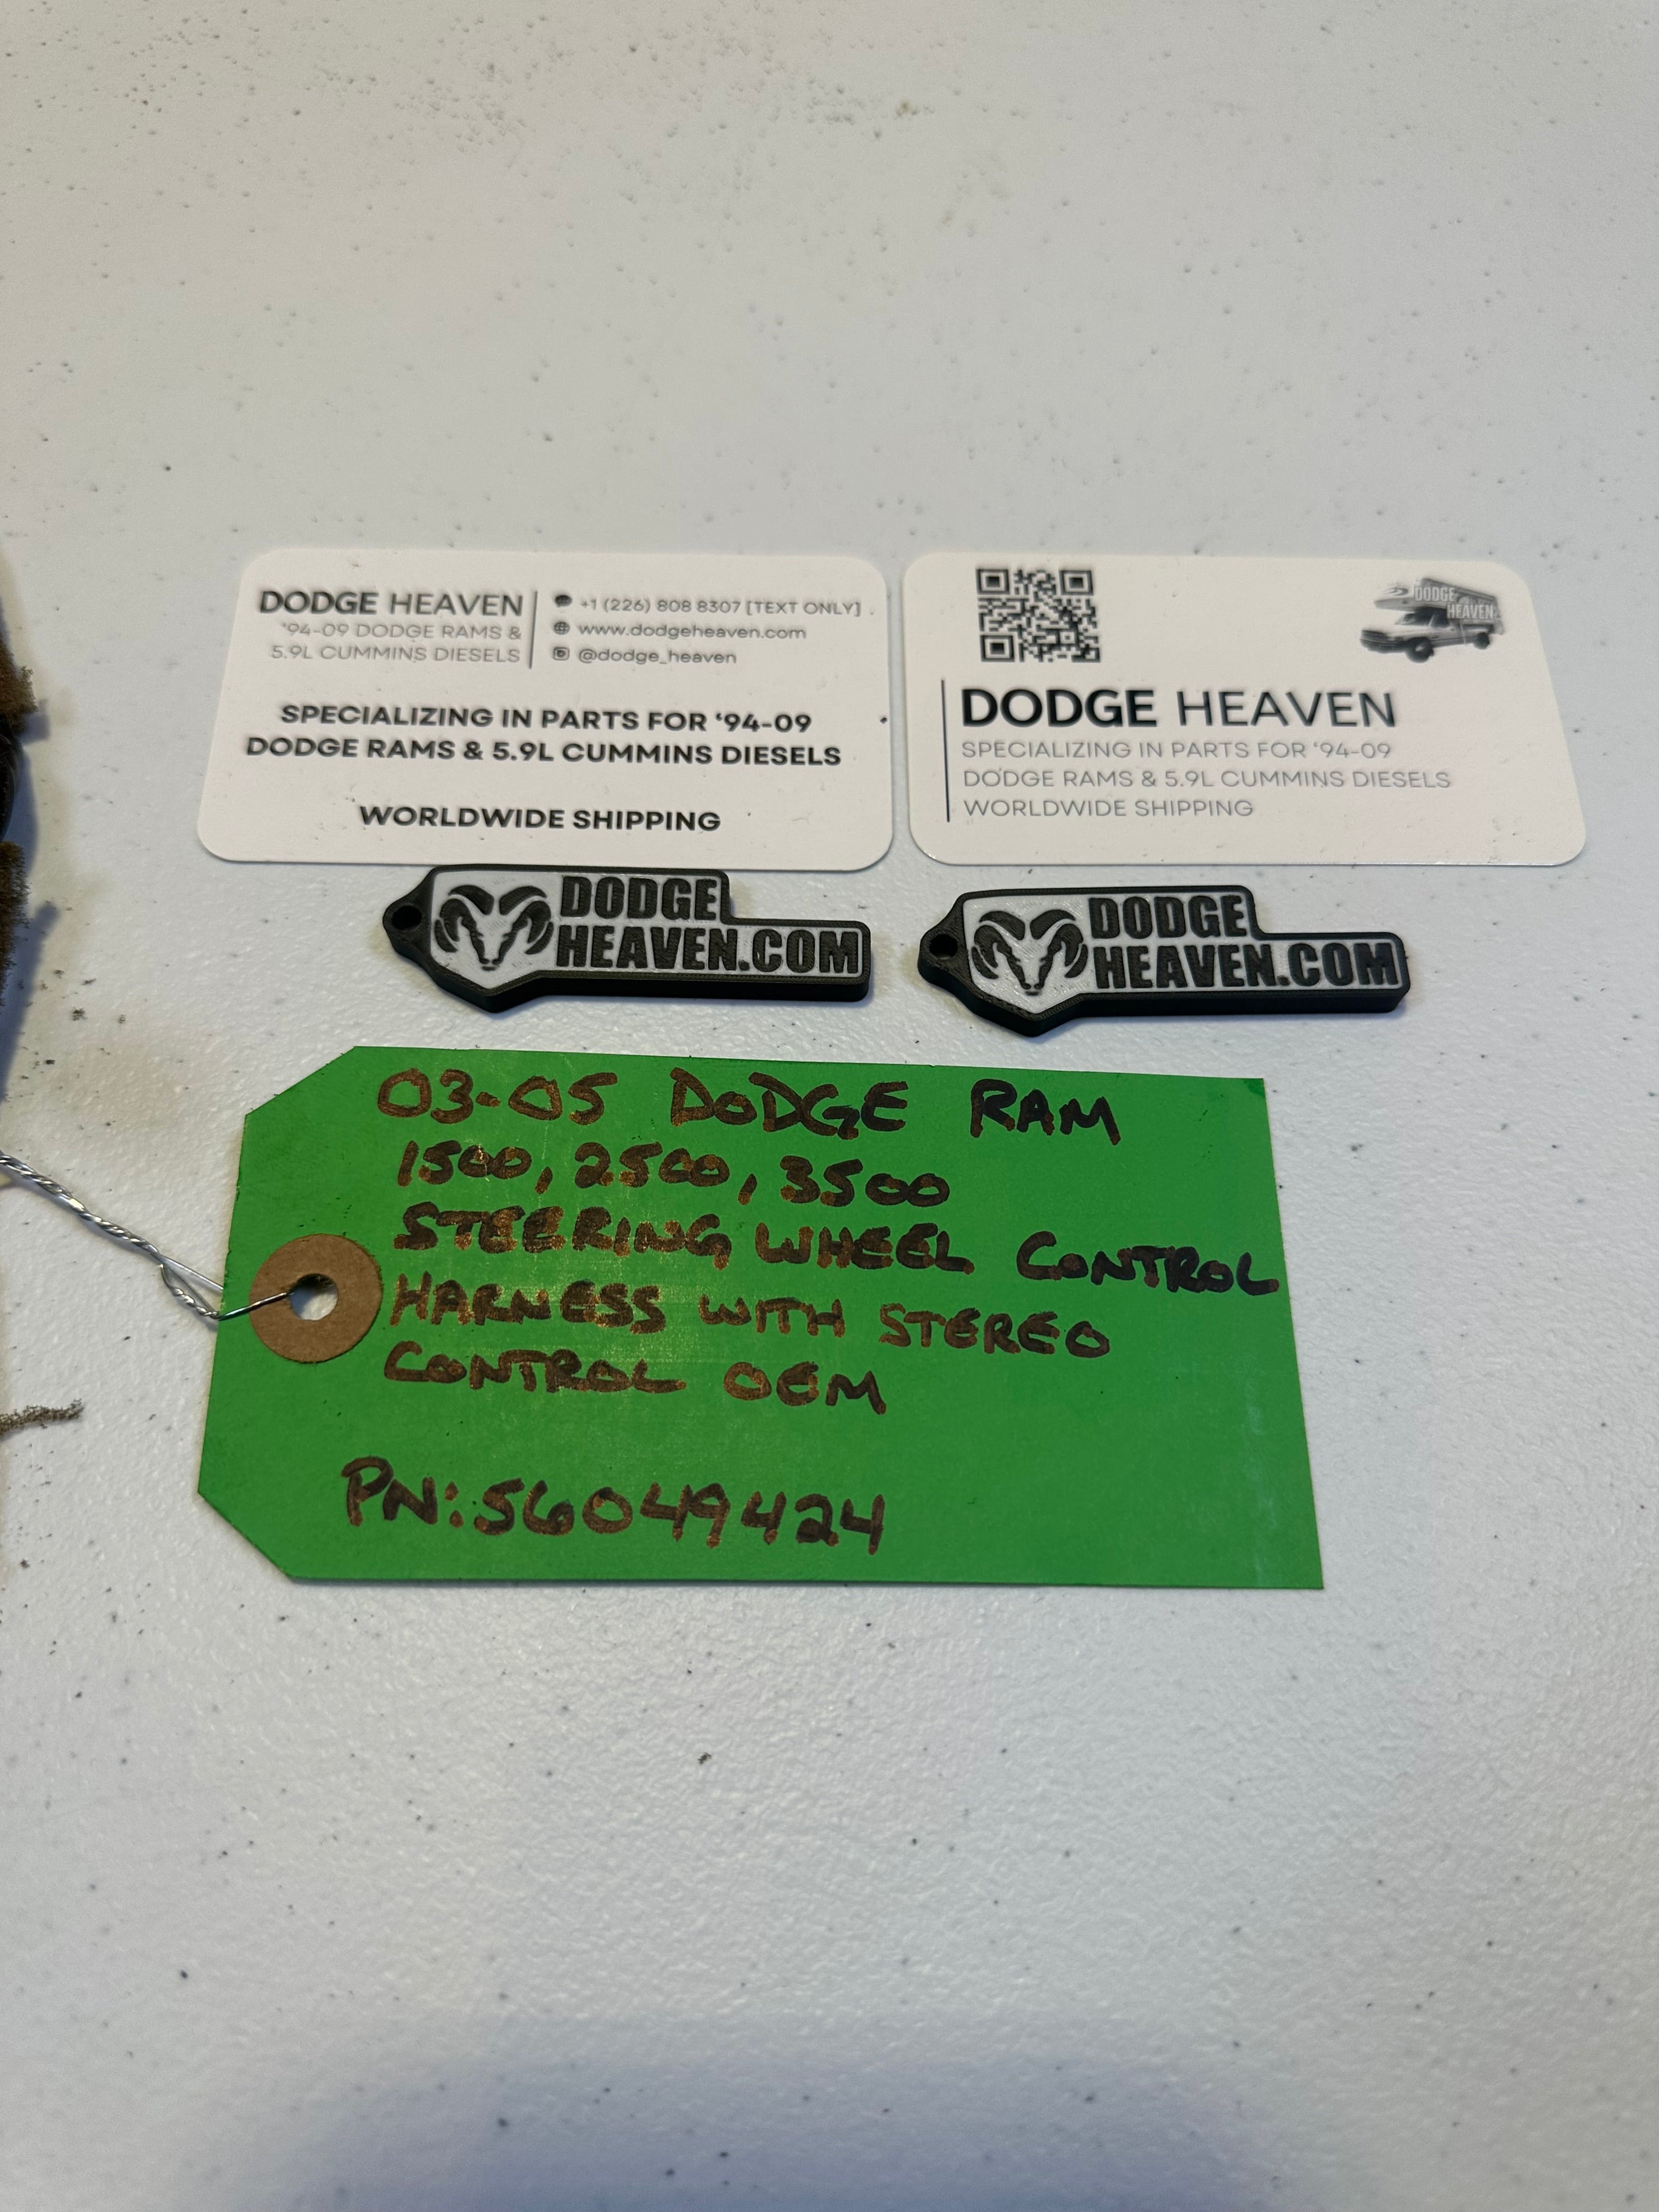 DODGE HEAVEN
'94-09 DODGE RAMS &
5.9L CUMMINS DIESELS
+1 (226) 808 8307 [TEXT ONLY]
www.dodgeheaven.com
@dodge_heaven
SPECIALIZING IN PARTS FOR '94-09
DODGE RAMS & 5.9L CUMMINS DIESELS
WORLDWIDE SHIPPING
DODGE
HEAVEN
DODGE HEAVEN
SPECIALIZING IN PARTS FOR '94-09
DODGE RAMS & 5.9L CUMMINS DIESELS
WORLDWIDE SHIPPING
DODGE
HEAVEN.COM
DODGE
HEAVEN.COM
03-05 DODGE RAM
1500, 2500, 3500
STEERING WHEEL CONTROL
HARNESS WITH STEREO
CONTROL OEM
PN:56049424